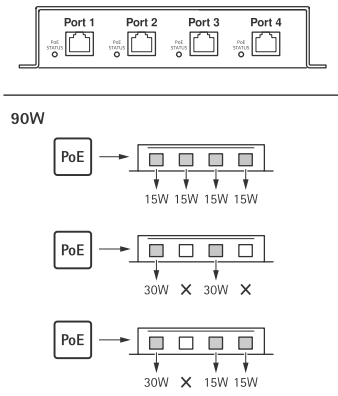 Port 1 Port 2 Port 3 Port 4
PoE STATUS PoE STATUS PoE STATUS PoE STATUS
90W
PoE
15W 15W 15W 15W
PoE
30W X 30W X
PoE
30W X 15W 15W